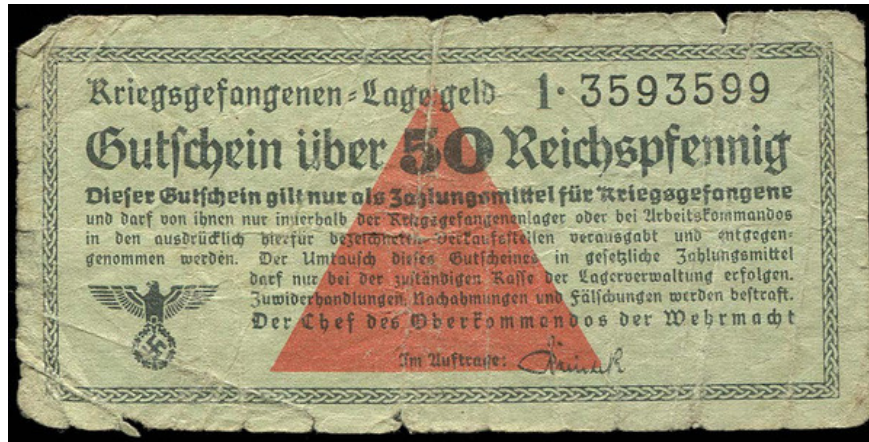 Kriegsgefangenen-Lagergeld 1·3593599
Gutschein über 50 Reichspfennig
Dieser Gutschein gilt nur als Zahlungsmittel für Kriegsgefangene
und darf von ihnen nur innerhalb der Kriegsgefangenenlager oder bei Arbeitskommandos
in den ausdrücklich hierfür bezeichneten Verkaufsstellen verausgabt und entgegen-
genommen werden. Der Umtausch dieses Gutscheines in gesetzliche Zahlungsmittel
darf nur bei der zuständigen Kasse der Lagerverwaltung erfolgen.
Zuwiderhandlungen, Nachahmungen und Fälschungen werden bestraft.
Der Chef des Oberkommandos der Wehrmacht
Im Auftrage: